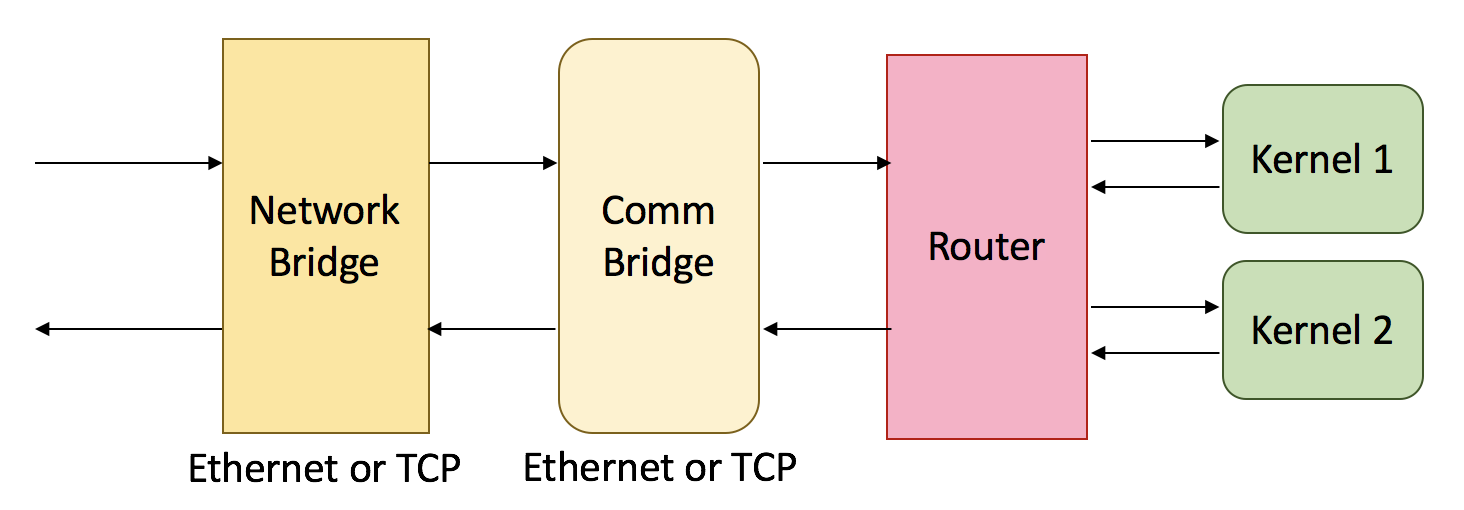 Network
Bridge
Ethernet or TCP
Comm
Bridge
Ethernet or TCP
Router
Kernel 1
Kernel 2